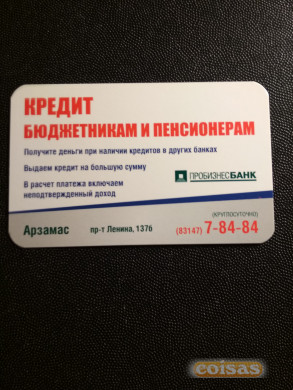 КРЕДИТ
БЮДЖЕТНИКАМ И ПЕНСИОНЕРАМ
Получите деньги при наличии кредитов в других банках
Выдаем кредит на большую сумму
В расчет платежа включаем
неподтвержденный доход
ПРОБИЗНЕСБАНК
(КРУГЛОСУТОЧНО)
Арзамас пр-т Ленина, 137б (83147) 7-84-84
coisas